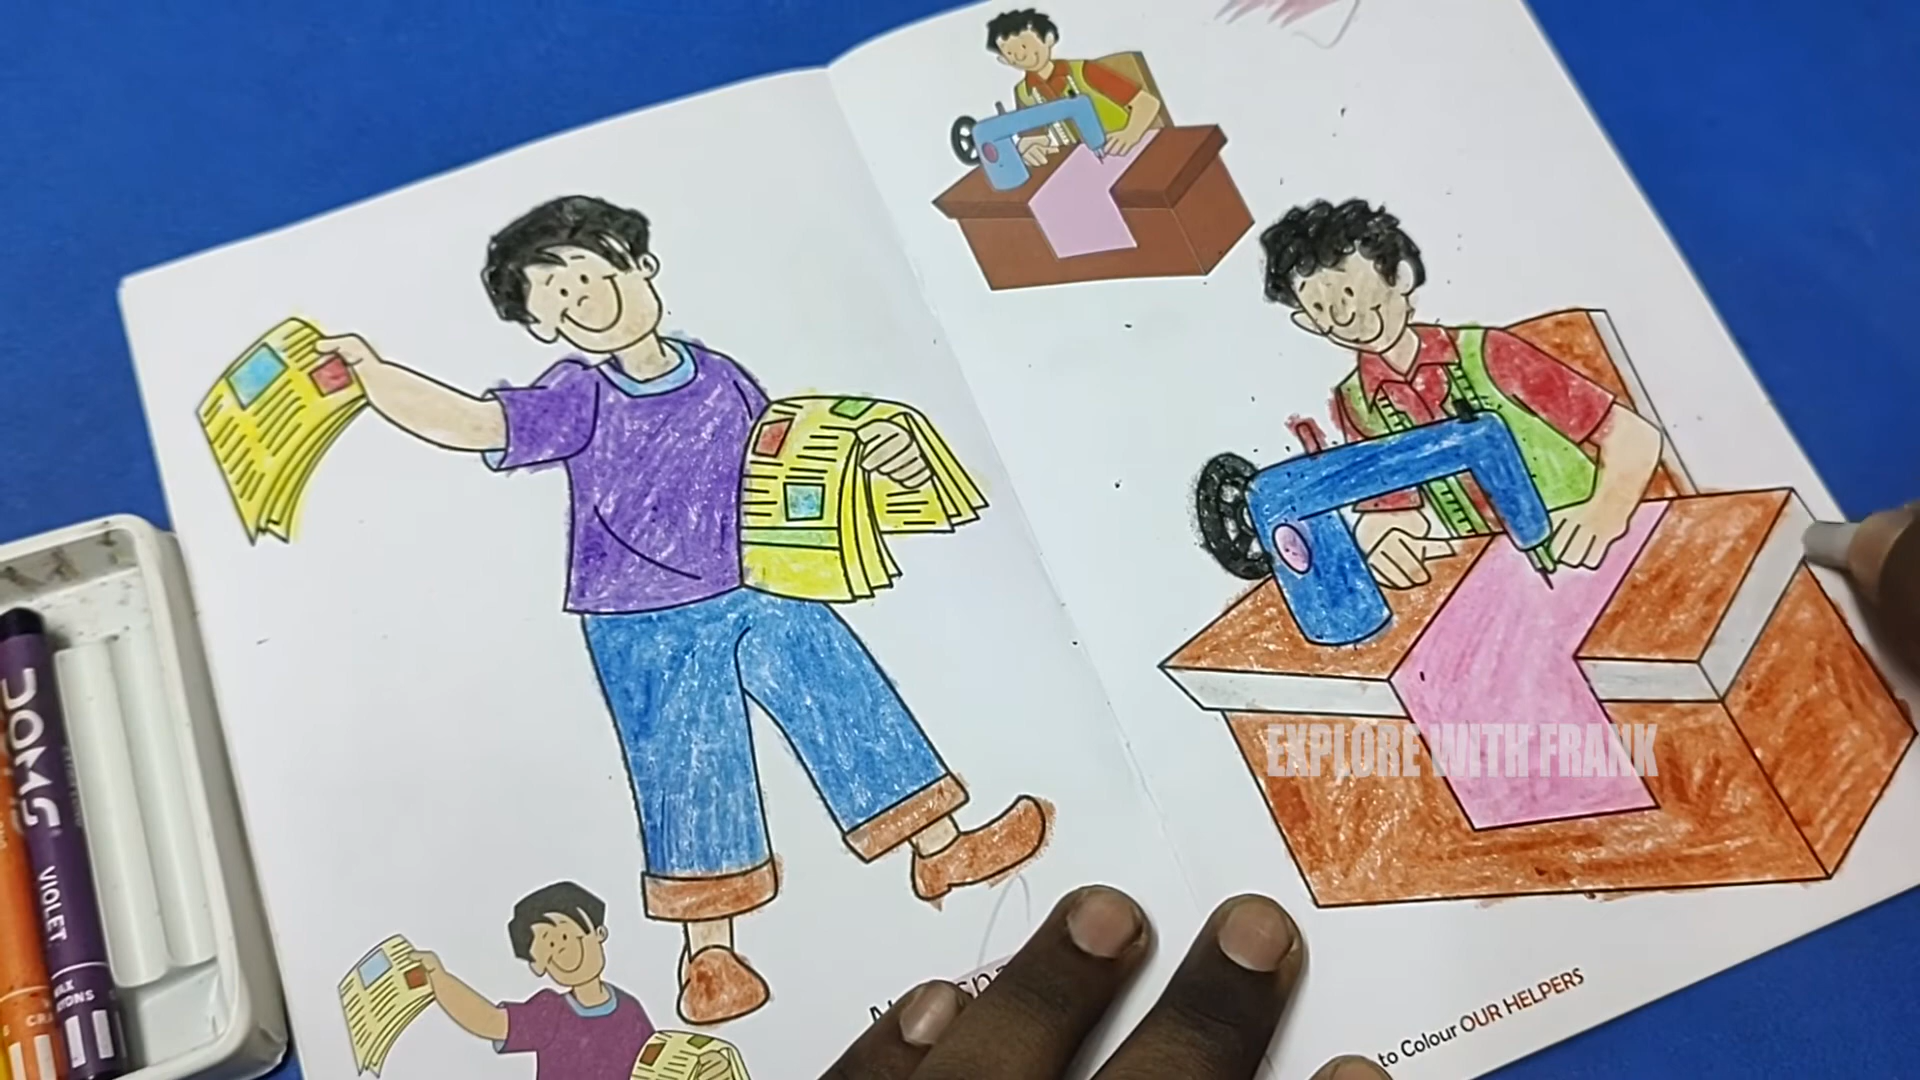 DOMS
VIOLET
WAX
CRAYONS
EXPLORE WITH FRANK
to Colour OUR HELPERS